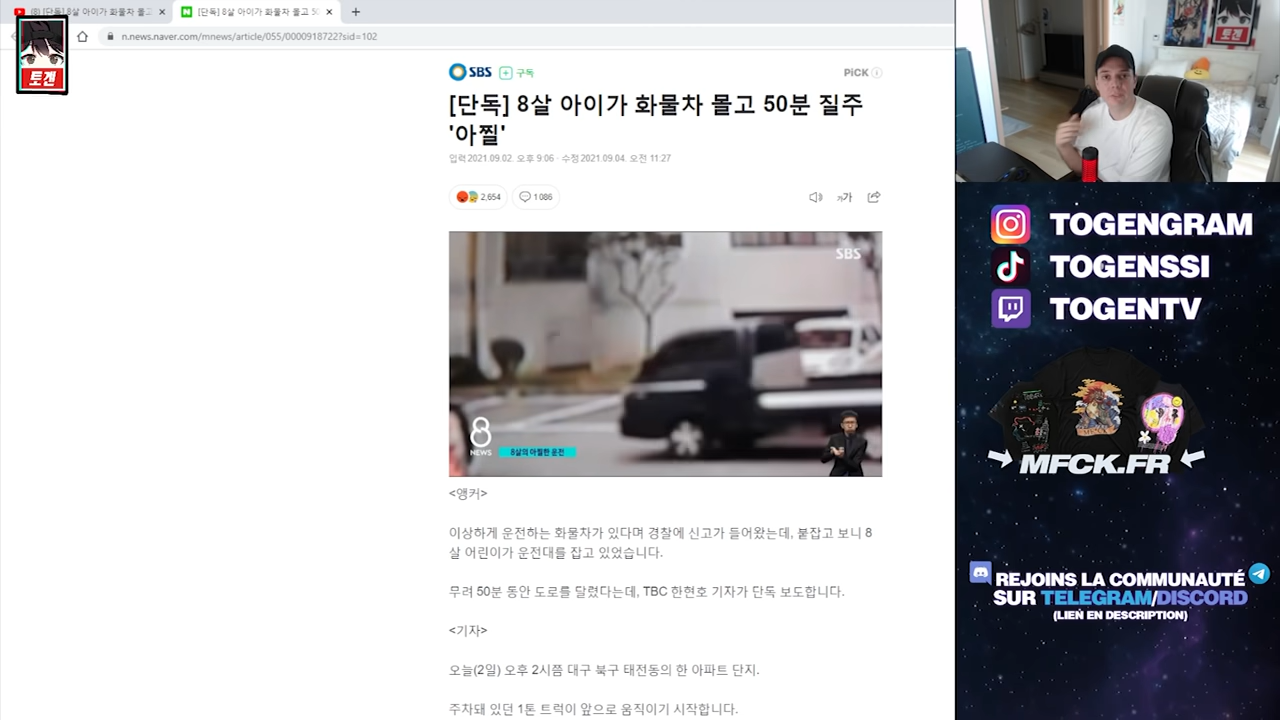 (8) [단독] 8살 아이가 화물차 몰고
[단독] 8살 아이가 화물자 몰고 50
n.news.naver.com/mnews/article/055/0000918722?sid=102
토겐
토겐
SBS 구독
PiCK
[단독] 8살 아이가 화물차 몰고 50분 질주
'아찔'
입력 2021.09.02. 오후 9:06 · 수정 2021.09.04. 오전 11:27
2,654
1 086
가
SBS
8
NEWS
8살의 아찔한 운전
<앵커>
이상하게 운전하는 화물차가 있다며 경찰에 신고가 들어왔는데, 붙잡고 보니 8
살 어린이가 운전대를 잡고 있었습니다.
무려 50분 동안 도로를 달렸다는데, TBC 한현호 기자가 단독 보도합니다.
<기자>
오늘(2일) 오후 2시쯤 대구 북구 태전동의 한 아파트 단지.
주차돼 있던 1톤 트럭이 앞으로 움직이기 시작합니다.
TOGENGRAM
TOGENSSI
TOGENTV
MFCK.FR
REJOINS LA COMMUNAUTÉ
SUR TELEGRAM/DISCORD
(LIEN EN DESCRIPTION)